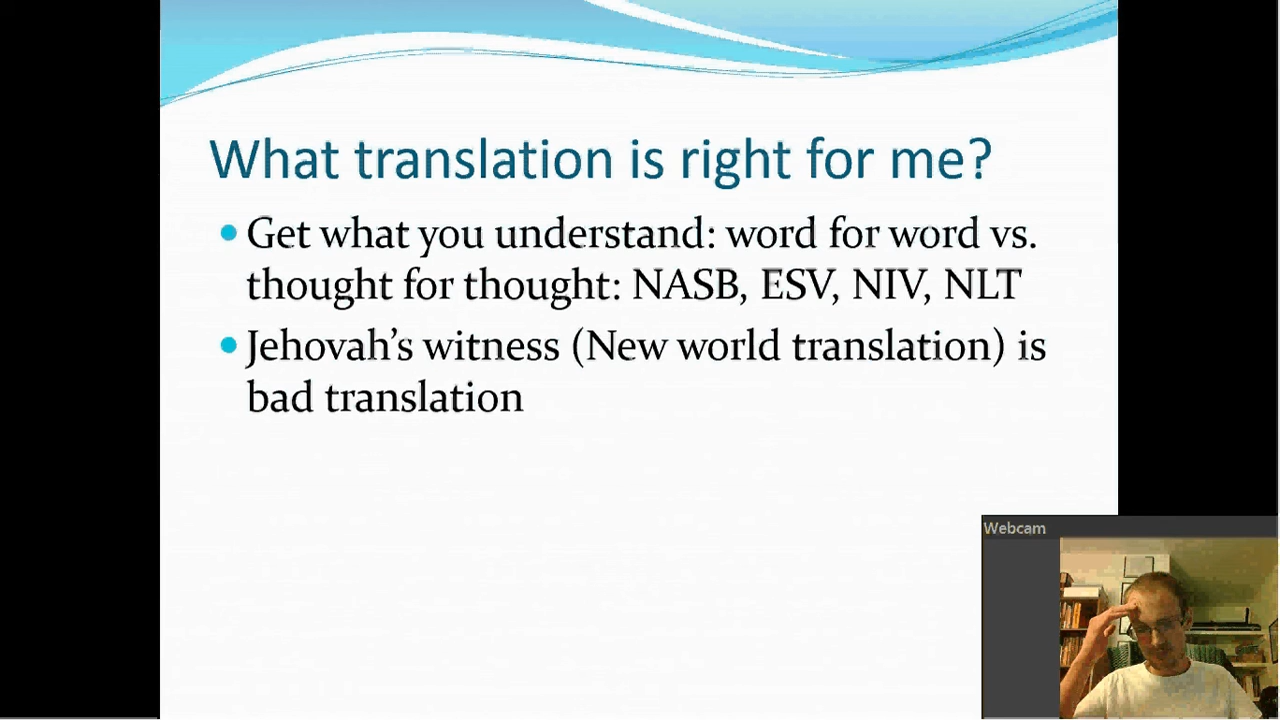 What translation is right for me?
Get what you understand: word for word vs.
thought for thought: NASB, ESV, NIV, NLT
Jehovah's witness (New world translation) is
bad translation
Webcam